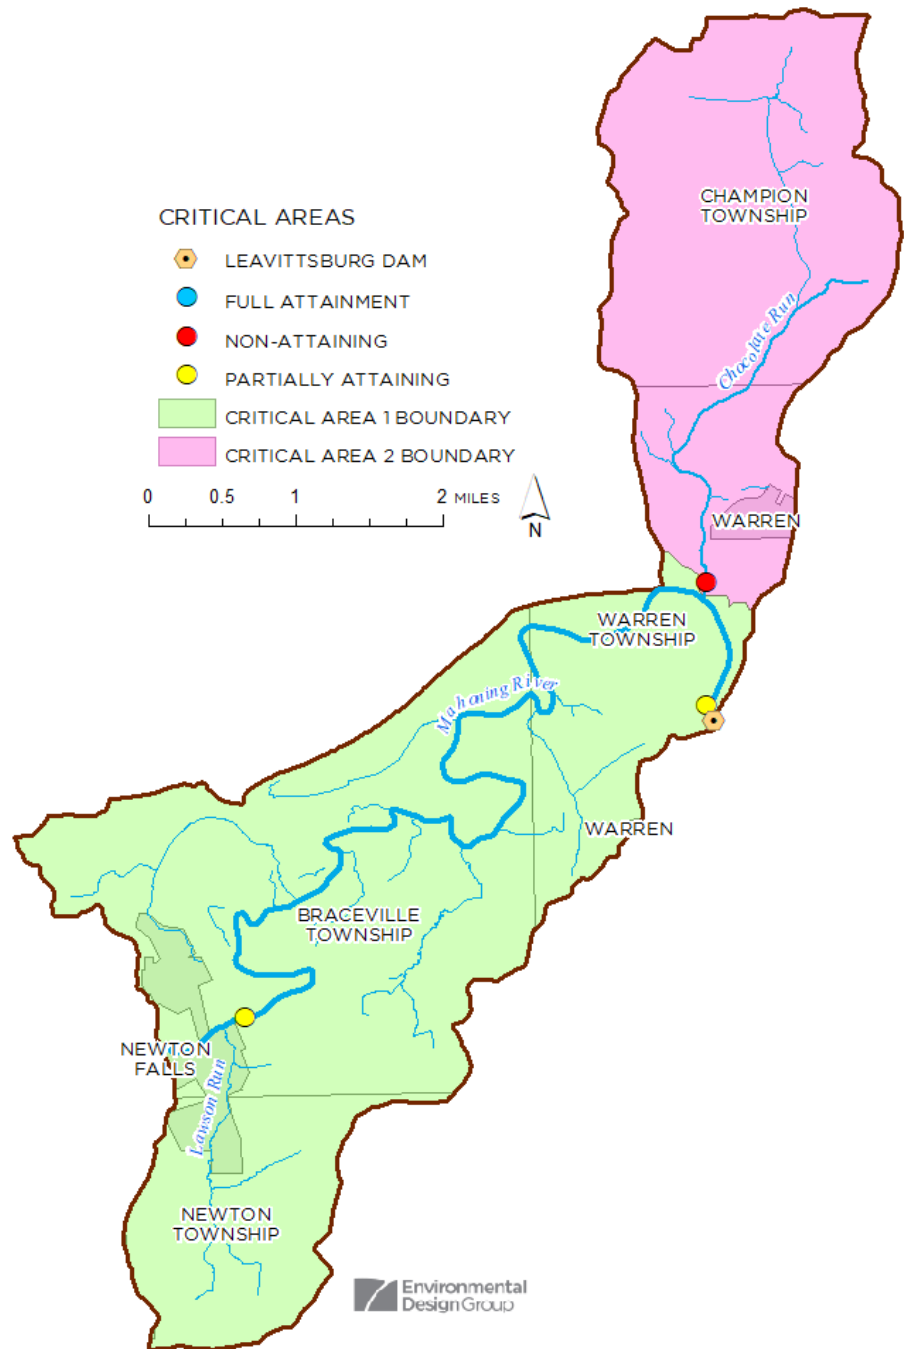 CHAMPION
TOWNSHIP
CRITICAL AREAS
LEAVITTSBURG DAM
FULL ATTAINMENT
NON-ATTAINING
PARTIALLY ATTAINING
CRITICAL AREA 1 BOUNDARY
CRITICAL AREA 2 BOUNDARY
0 0.5 1 2 MILES
N
Chocolate Run
WARREN
WARREN
TOWNSHIP
Mahoning River
WARREN
BRACEVILLE
TOWNSHIP
NEWTON
FALLS
Lawson Run
NEWTON
TOWNSHIP
Environmental
Design Group